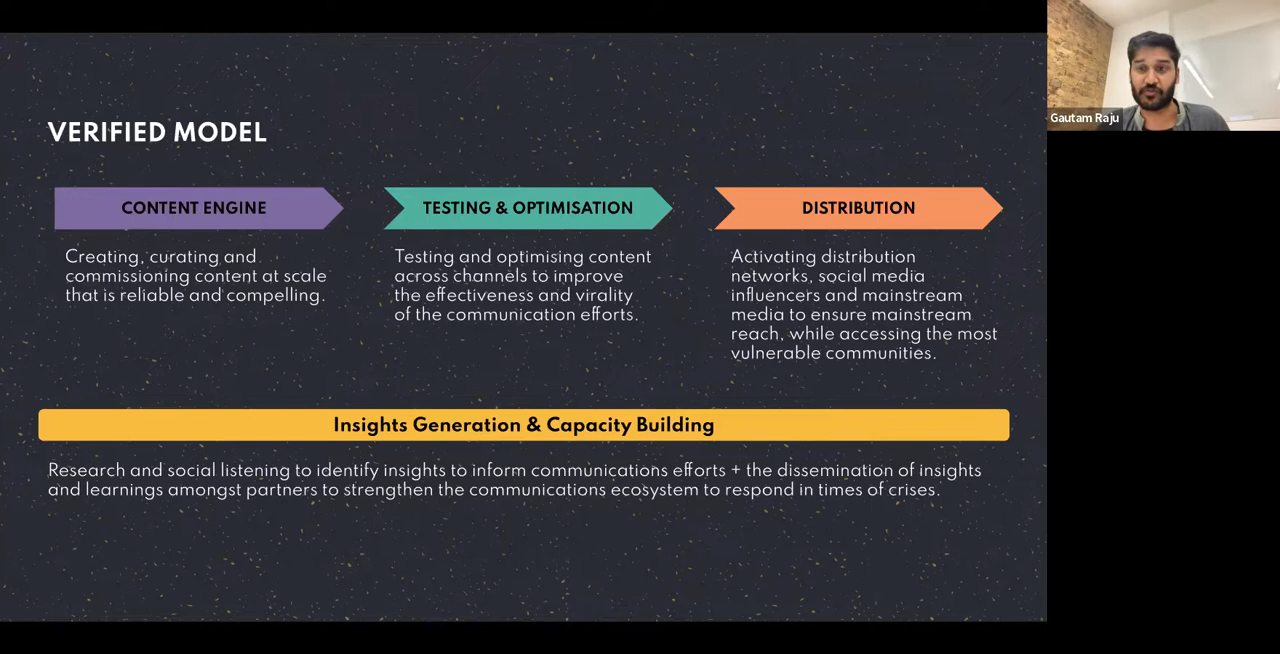 VERIFIED MODEL
CONTENT ENGINE
Creating, curating and
commissioning content at scale
that is reliable and compelling.
TESTING & OPTIMISATION
Testing and optimising content
across channels to improve
the effectiveness and virality
of the communication efforts.
DISTRIBUTION
Activating distribution
networks, social media
influencers and mainstream
media to ensure mainstream
reach, while accessing the most
vulnerable communities.
Insights Generation & Capacity Building
Research and social listening to identify insights to inform communications efforts + the dissemination of insights
and learnings amongst partners to strengthen the communications ecosystem to respond in times of crises.
Gautam Raju